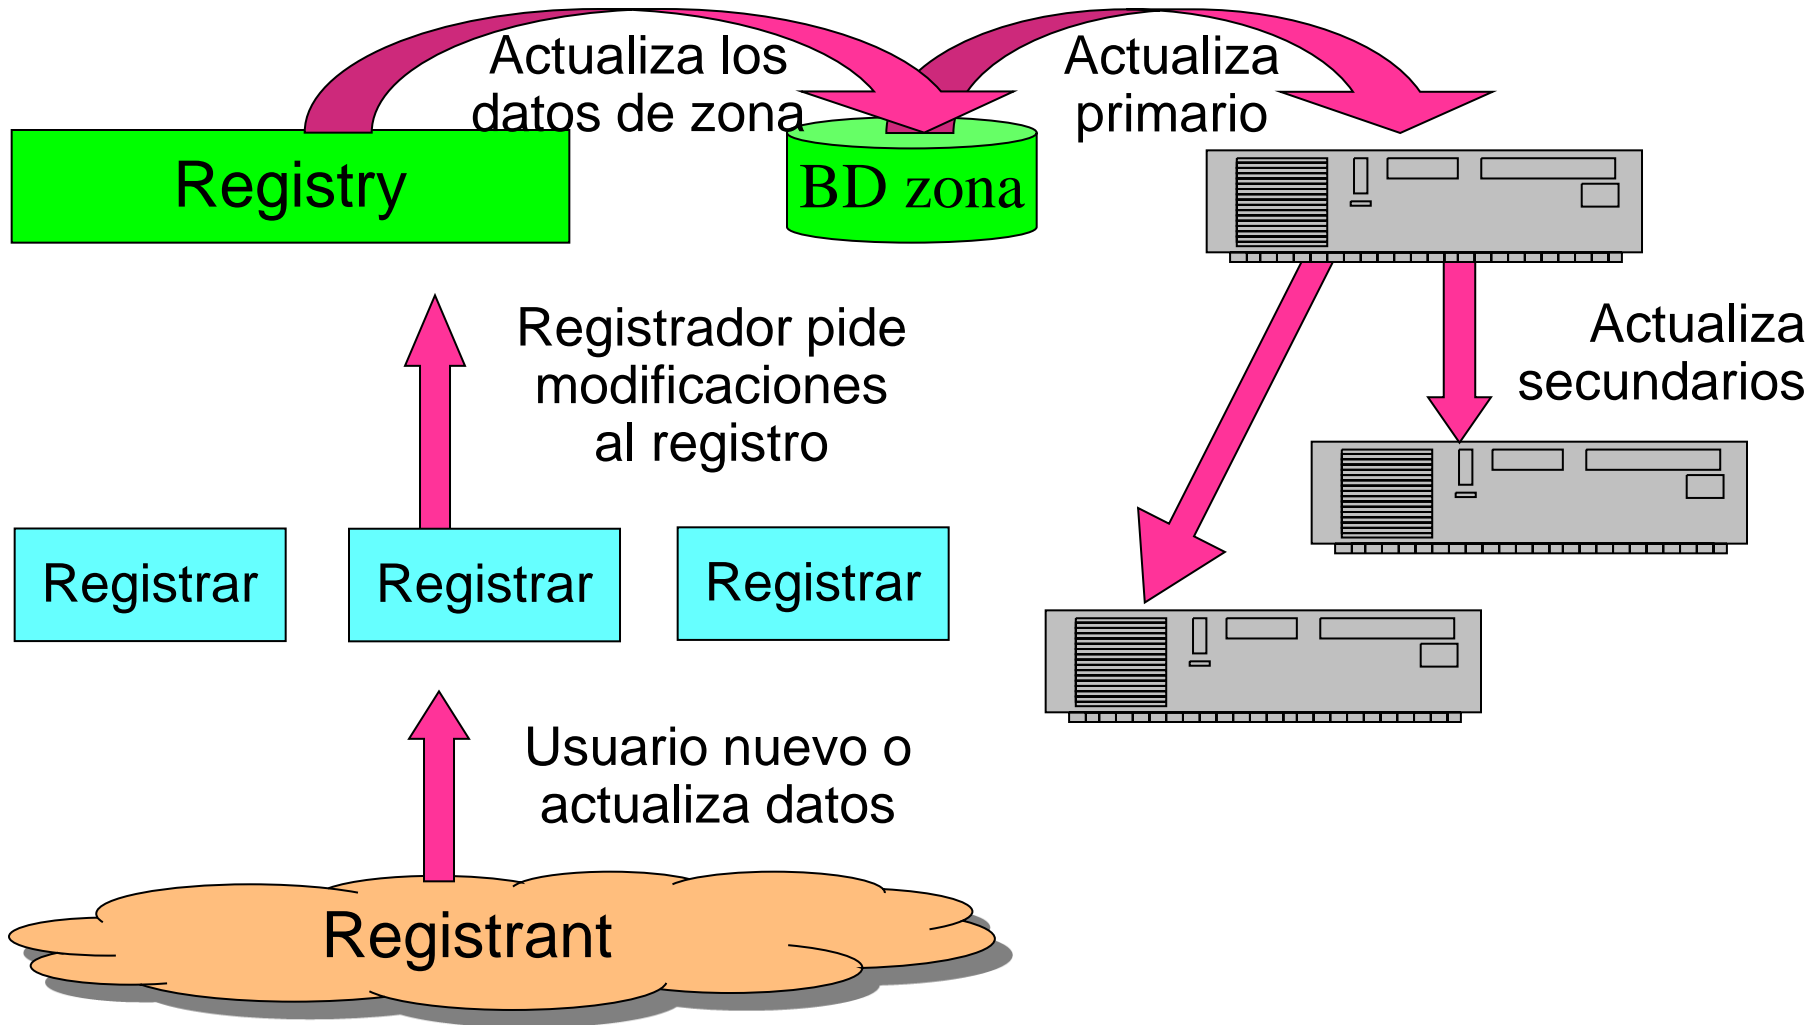 Actualiza los
datos de zona
Actualiza
primario
Registry
BD zona
Registrador pide
modificaciones
al registro
Actualiza
secundarios
Registrar
Registrar
Registrar
Usuario nuevo o
actualiza datos
Registrant